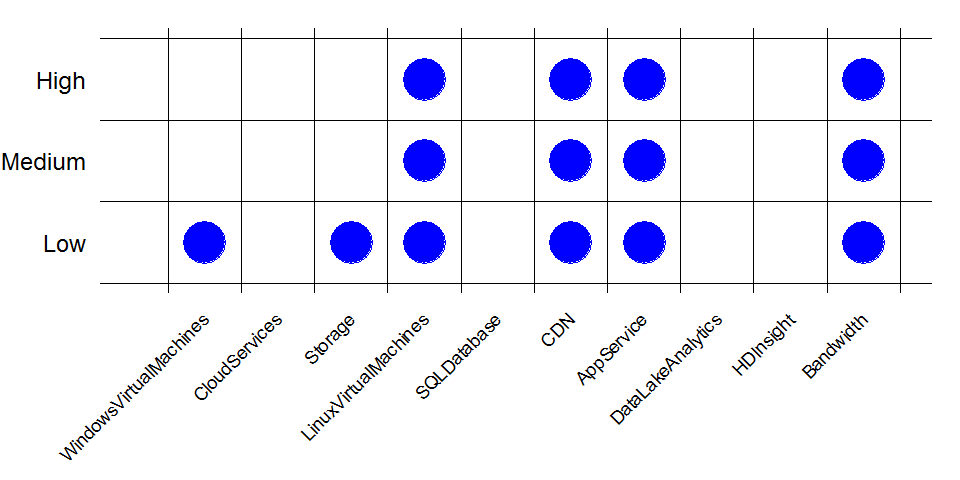 High
Medium
Low
WindowsVirtualMachines
CloudServices
Storage
LinuxVirtualMachines
SQLDatabase
CDN
AppService
DataLakeAnalytics
HDInsight
Bandwidth